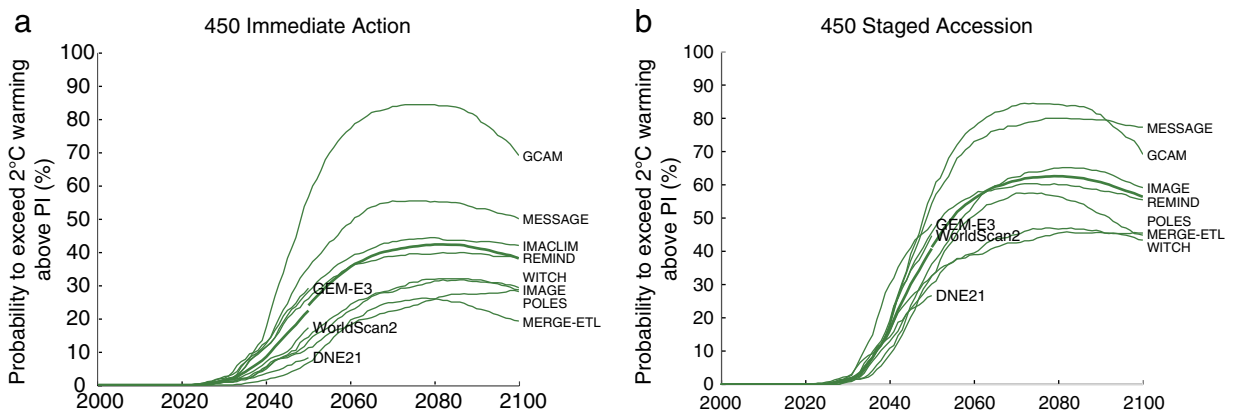 a
450 Immediate Action
Probability to exceed 2°C warming
above PI (%)
100
90
80
70
60
50
40
30
20
10
0
2000
2020
2040
2060
2080
2100
GCAM
MESSAGE
IMACLIM
REMIND
WITCH
IMAGE
POLES
MERGE-ETL
GEM-E3
WorldScan2
DNE21
b
450 Staged Accession
Probability to exceed 2°C warming
above PI (%)
100
90
80
70
60
50
40
30
20
10
0
2000
2020
2040
2060
2080
2100
MESSAGE
GCAM
IMAGE
REMIND
POLES
MERGE-ETL
WITCH
GEM-E3
WorldScan2
DNE21